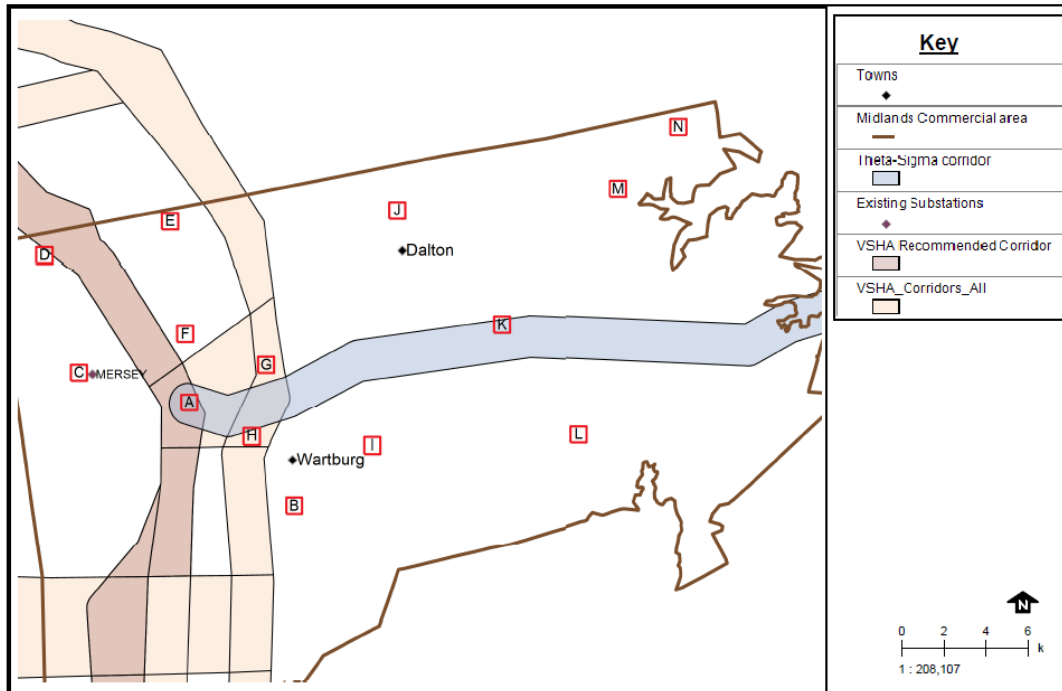 N
M
J
E
Dalton
D
K
F
G
C
MERSEY
A
H
I
L
Wartburg
B
Key
Towns
Midlands Commercial area
Theta-Sigma corridor
Existing Substations
VSHA Recommended Corridor
VSHA_Corridors_All
N
0 2 4 6
k
1 : 208,107